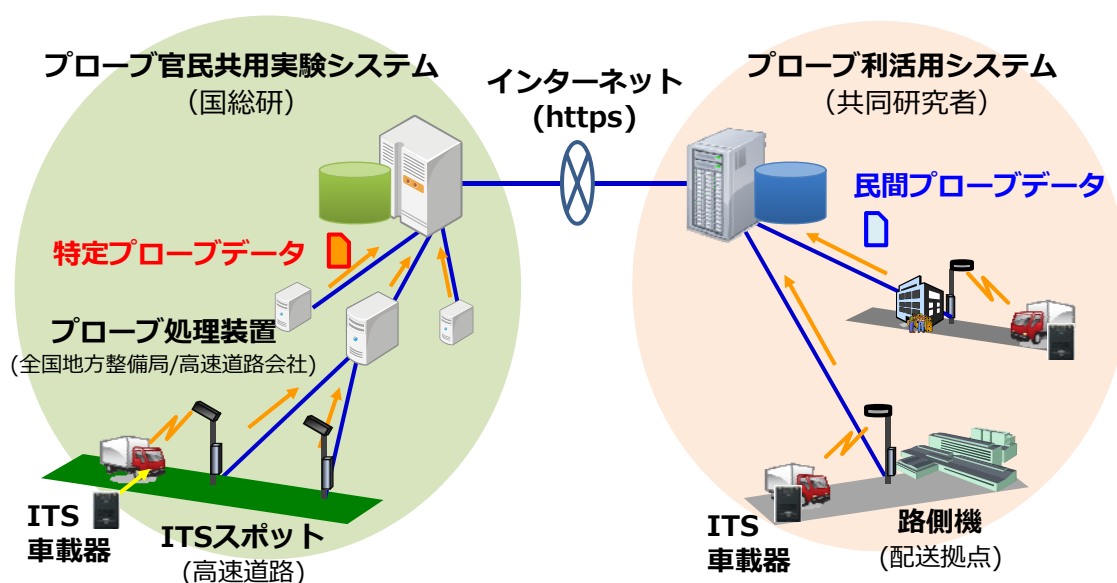 プローブ官民共用実験システム
(国総研)
インターネット
(https)
プローブ利活用システム
(共同研究者)
民間プローブデータ
特定プローブデータ
プローブ処理装置
(全国地方整備局/高速道路会社)
ITS
車載器
ITSスポット
(高速道路)
ITS
車載器
路側機
(配送拠点)